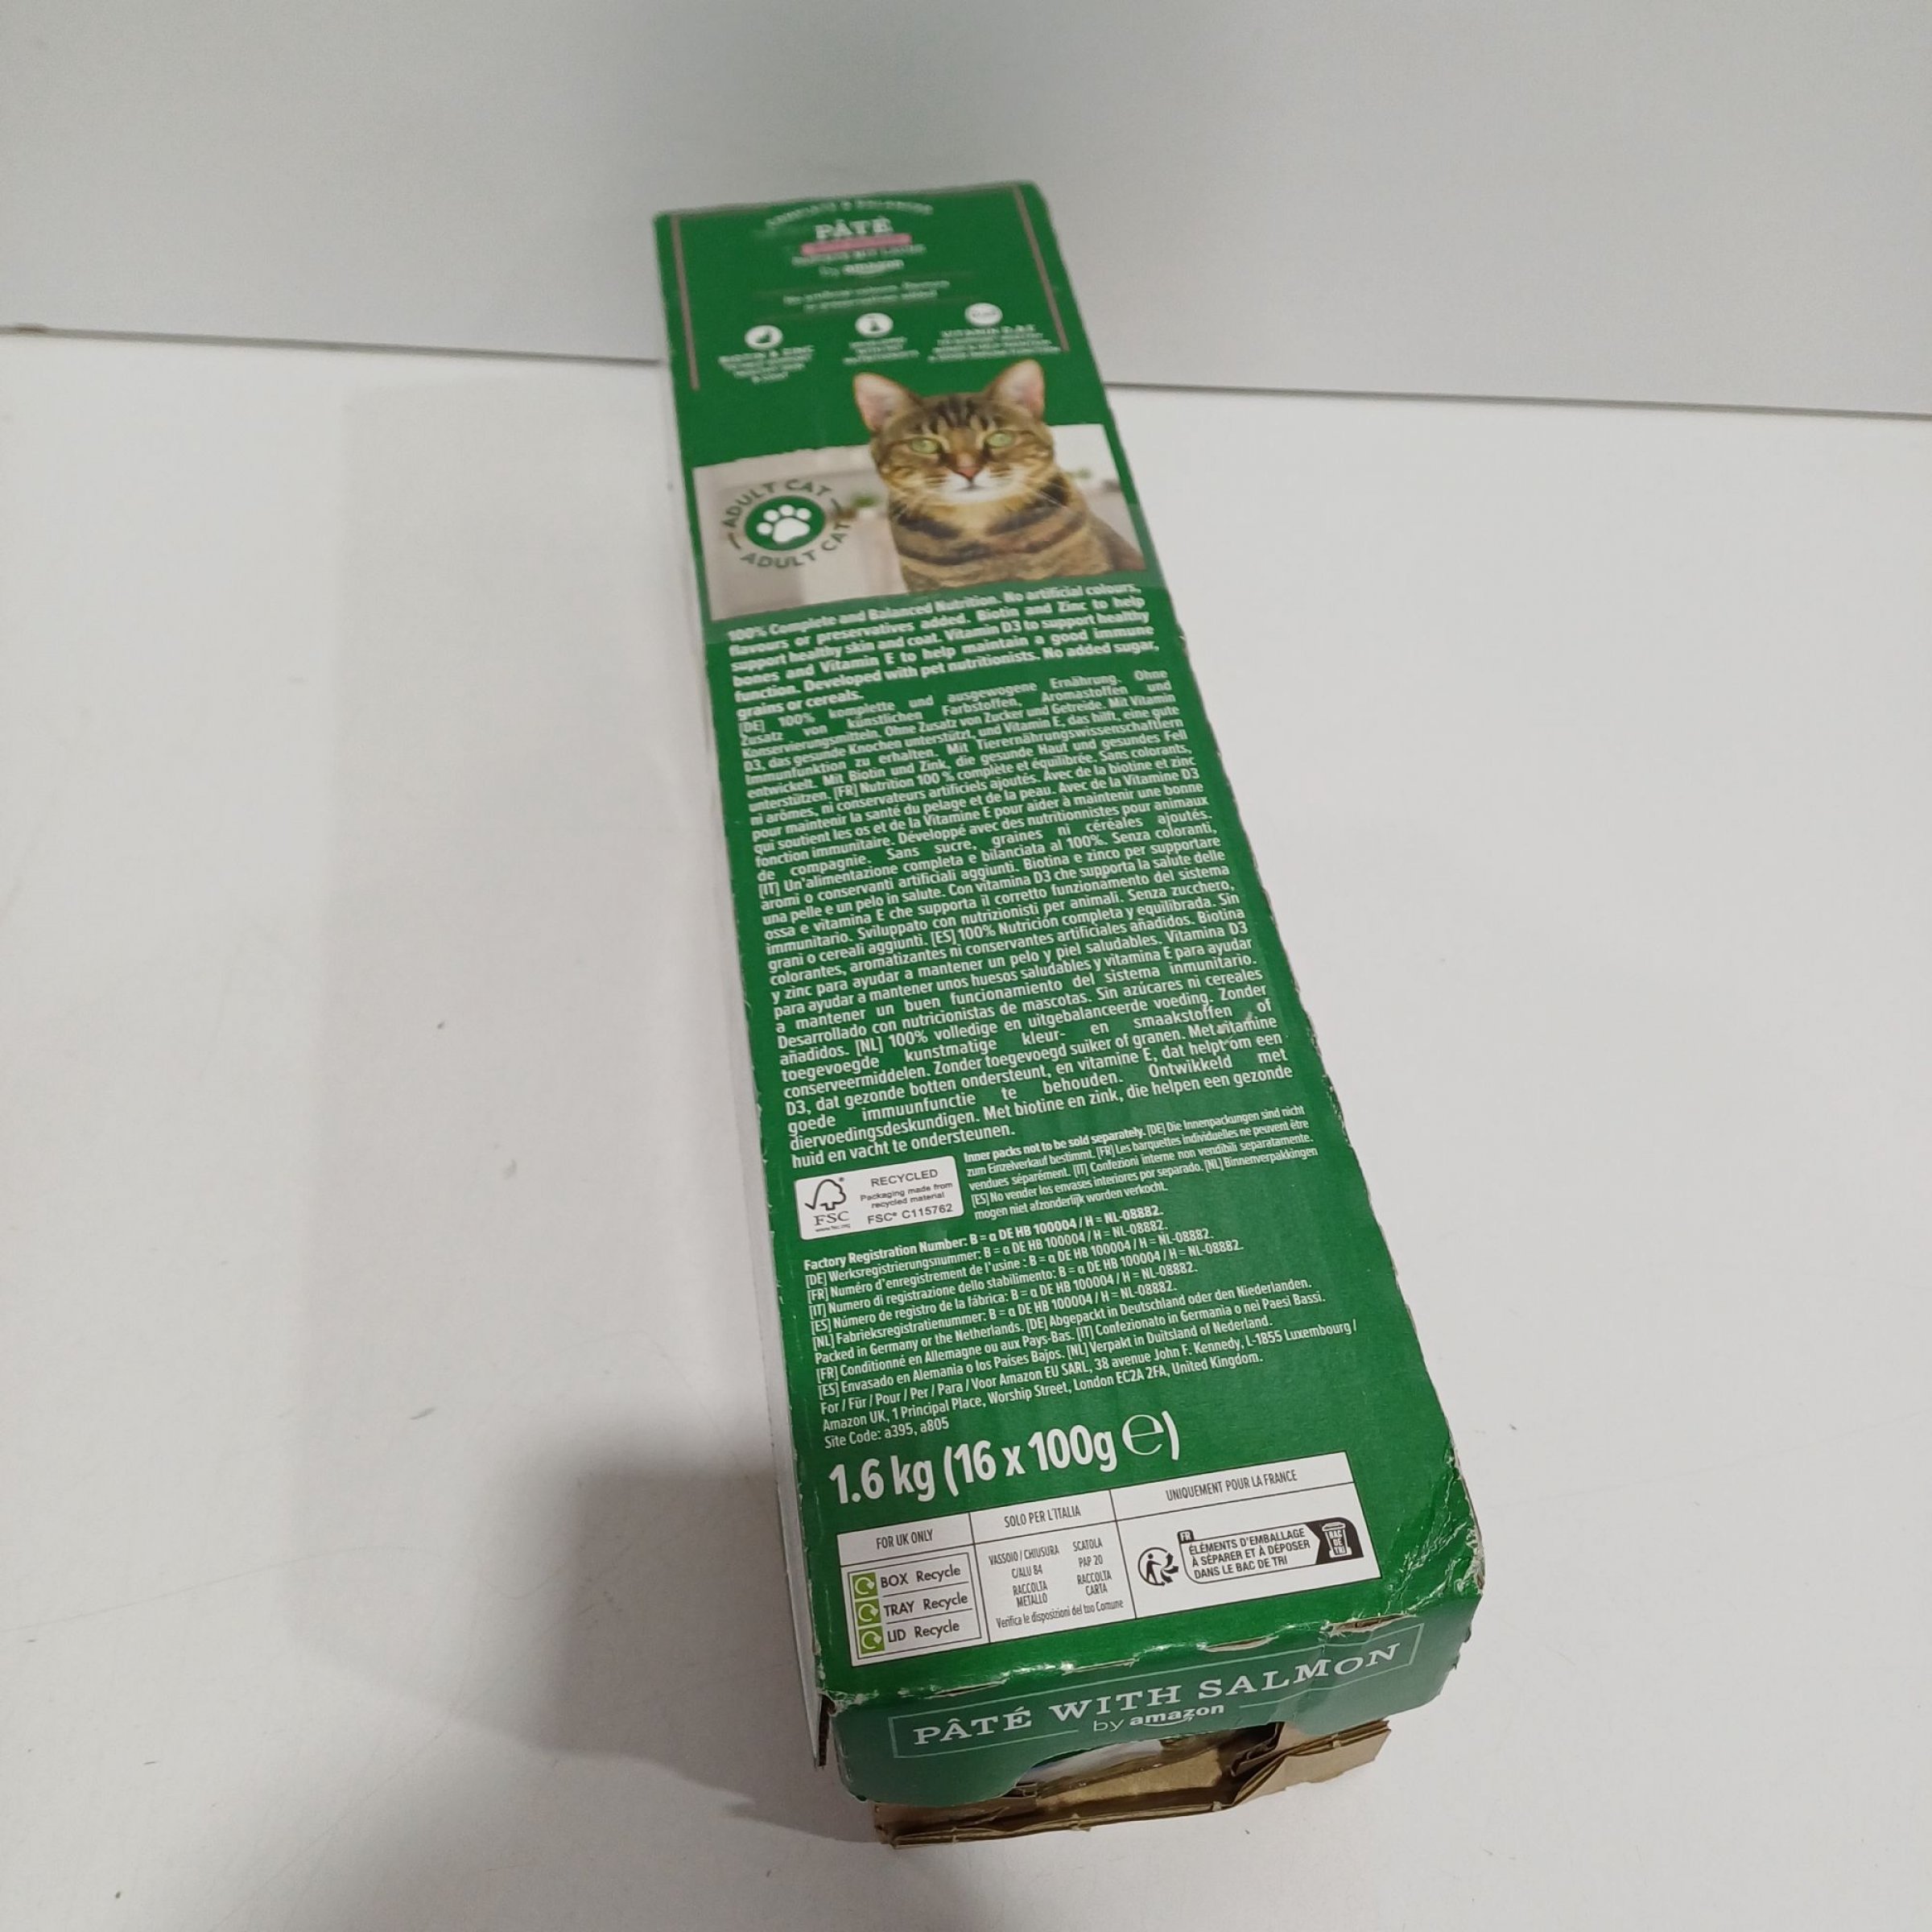 COMPLETE & BALANCED
PÂTÉ
by amazon
No artificial colours, flavours
BIOTIN & ZINC
ADULT CAT
ADULT CAT
100% Complete and Balanced Nutrition. No artificial colours,
flavours or preservatives added. Biotin and Zinc to help
support healthy skin and coat. Vitamin D3 to support healthy
bones and Vitamin E to help maintain a good immune
function. Developed with pet nutritionists. No added sugar,
grains or cereals.
[DE] 100% komplette und ausgewogene Ernährung. Ohne
Zusatz von künstlichen Farbstoffen, Aromastoffen und
Konservierungsmitteln. Ohne Zusatz von Zucker und Getreide. Mit Vitamin
D3, das gesunde Knochen unterstützt, und Vitamin E, das hilft, eine gute
Immunfunktion zu erhalten. Mit Tierernährungswissenschaftlern
entwickelt. Mit Biotin und Zink, die gesunde Haut und gesundes Fell
unterstützen. [FR] Nutrition 100 % complète et équilibrée. Sans colorants,
ni arômes, ni conservateurs artificiels ajoutés. Avec de la biotine et zinc
pour maintenir la santé du pelage et de la peau. Avec de la Vitamine D3
qui soutient les os et de la Vitamine E pour aider à maintenir une bonne
fonction immunitaire. Développé avec des nutritionnistes pour animaux
de compagnie. Sans sucre, graines ni céréales ajoutés.
[IT] Un'alimentazione completa e bilanciata al 100%. Senza coloranti,
aromi o conservanti artificiali aggiunti. Biotina e zinco per supportare
una pelle e un pelo in salute. Con vitamina D3 che supporta la salute delle
ossa e vitamina E che supporta il corretto funzionamento del sistema
immunitario. Sviluppato con nutrizionisti per animali. Senza zucchero,
grani o cereali aggiunti. [ES] 100% Nutrición completa y equilibrada. Sin
colorantes, aromatizantes ni conservantes artificiales añadidos. Biotina
y zinc para ayudar a mantener un pelo y piel saludables. Vitamina D3
para ayudar a mantener unos huesos saludables y vitamina E para ayudar
a mantener un buen funcionamiento del sistema inmunitario.
Desarrollado con nutricionistas de mascotas. Sin azúcares ni cereales
añadidos. [NL] 100% volledige en uitgebalanceerde voeding. Zonder
toegevoegde kunstmatige kleur- en smaakstoffen of
conserveermiddelen. Zonder toegevoegd suiker of granen. Met vitamine
D3, dat gezonde botten ondersteunt, en vitamine E, dat helpt om een
goede immuunfunctie te behouden. Ontwikkeld met
diervoedingsdeskundigen. Met biotine en zink, die helpen een gezonde
huid en vacht te ondersteunen.
FSC
www.fsc.org
RECYCLED
Packaging made from
recycled material
FSC® C115762
Inner packs not to be sold separately. [DE] Die Innenpackungen sind nicht
zum Einzelverkauf bestimmt. [FR] Les barquettes individuelles ne peuvent être
vendues séparément. [IT] Confezioni interne non vendibili separatamente.
[ES] No vender los envases interiores por separado. [NL] Binnenverpakkingen
mogen niet afzonderlijk worden verkocht.
Factory Registration Number: B = α DE HB 100004 / H = NL-08882.
[DE] Werksregistrierungsnummer: B = α DE HB 100004 / H = NL-08882.
[FR] Numéro d'enregistrement de l'usine : B = α DE HB 100004 / H = NL-08882.
[IT] Numero di registrazione dello stabilimento: B = α DE HB 100004 / H = NL-08882.
[ES] Número de registro de la fábrica: B = α DE HB 100004 / H = NL-08882.
[NL] Fabrieksregistratienummer: B = α DE HB 100004 / H = NL-08882.
Packed in Germany or the Netherlands. [DE] Abgepackt in Deutschland oder den Niederlanden.
[FR] Conditionné en Allemagne ou aux Pays-Bas. [IT] Confezionato in Germania o nei Paesi Bassi.
[ES] Envasado en Alemania o los Países Bajos. [NL] Verpakt in Duitsland of Nederland.
For / Für / Pour / Per / Para / Voor Amazon EU SARL, 38 avenue John F. Kennedy, L-1855 Luxembourg /
Amazon UK, 1 Principal Place, Worship Street, London EC2A 2FA, United Kingdom.
Site Code: a395, a805
1.6 kg (16 x 100g ℮)
FOR UK ONLY
BOX Recycle
TRAY Recycle
LID Recycle
SOLO PER L'ITALIA
VASSOIO / CHIUSURA
C/ALU 84
RACCOLTA
METALLO
SCATOLA
PAP 20
RACCOLTA
CARTA
Verifica le disposizioni del tuo Comune
UNIQUEMENT POUR LA FRANCE
FR
ÉLÉMENTS D'EMBALLAGE
À SÉPARER ET À DÉPOSER
DANS LE BAC DE TRI
BAC
DE
TRI
PÂTÉ WITH SALMON
by amazon